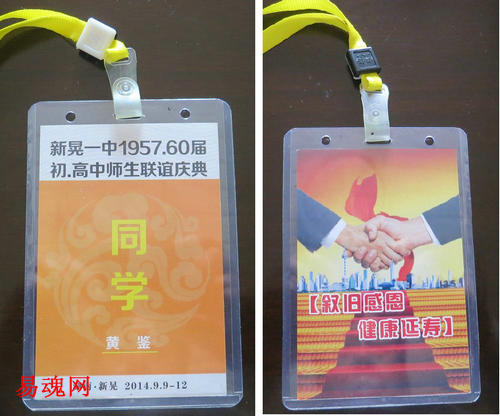 新晃一中1957.60届
初.高中师生联谊庆典
同
学
黄 鉴
·新晃 2014.9.9-12
易魂网
【叙旧感恩
健康延寿】